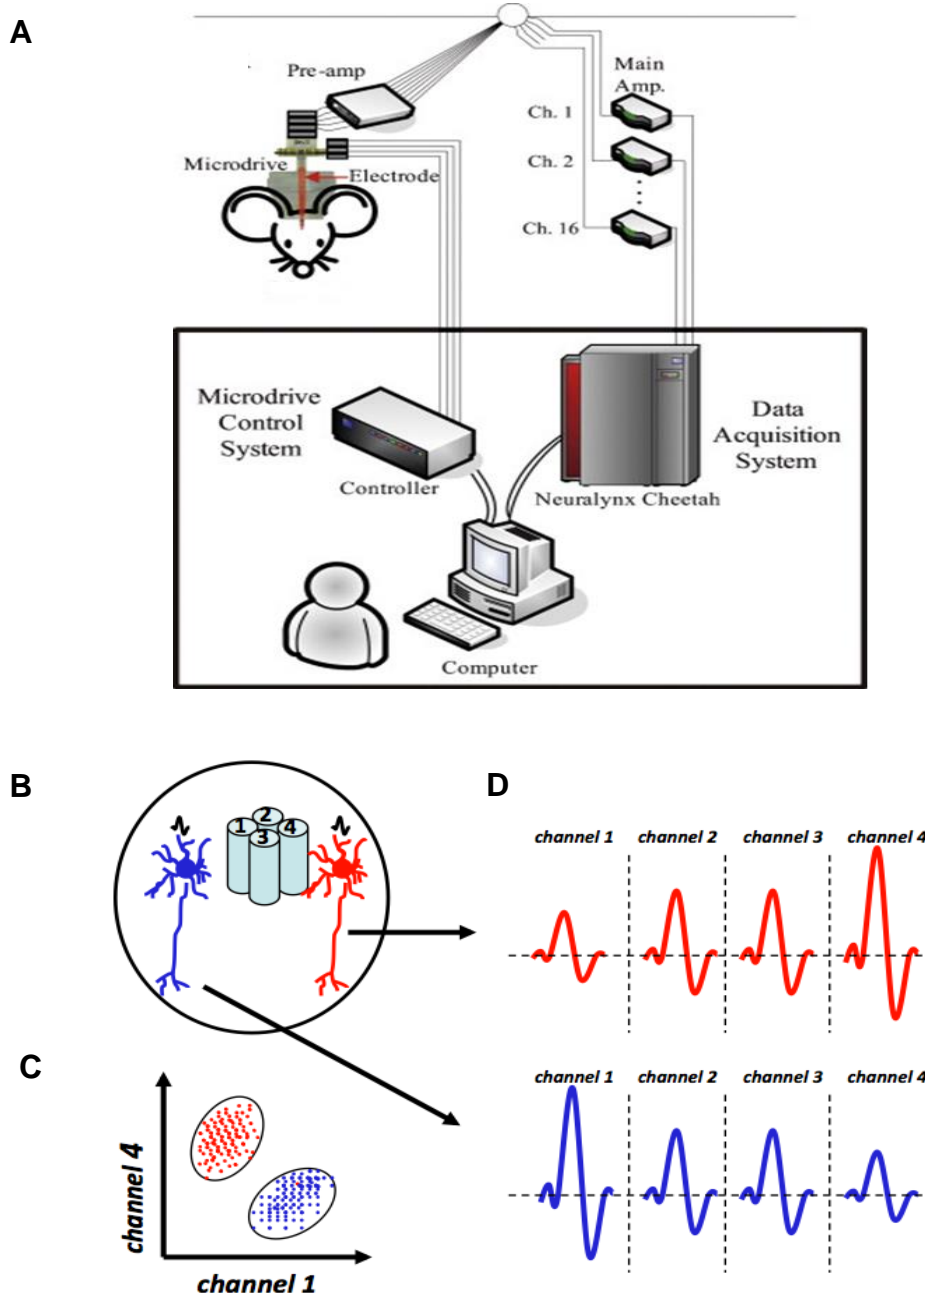 A
Pre-amp
Main
Amp.
Ch. 1
Microdrive
Electrode
Ch. 2
Ch. 16
Microdrive
Control
System
Controller
Data
Acquisition
System
Neuralynx Cheetah
Computer
B
1
2
3
4
D
channel 1
channel 2
channel 3
channel 4
channel 1
channel 2
channel 3
channel 4
C
channel 4
channel 1